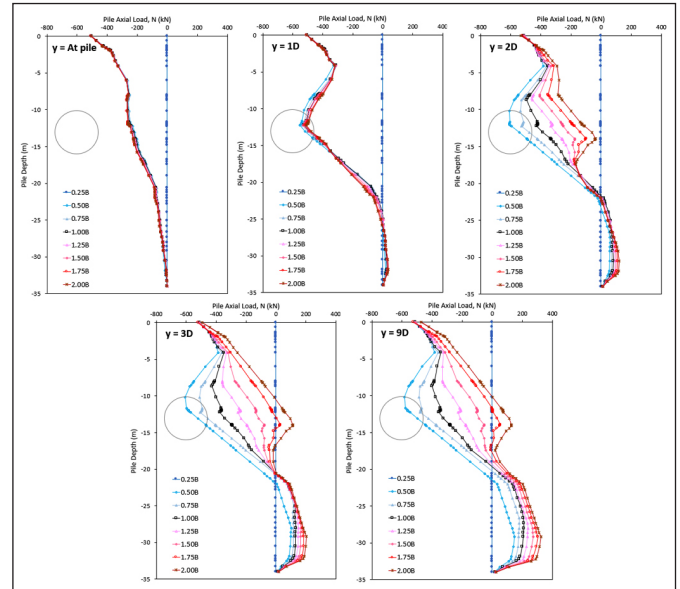 Pile Axial Load, N (kN)
-800 -600 -400 -200 0 200
y = At pile
0
-5
-10
-15
-20
-25
-30
-35
Pile Depth (m)
0.25B
0.50B
0.75B
1.00B
1.25B
1.50B
1.75B
2.00B
Pile Axial Load, N (kN)
-800 -600 -400 -200 0 200
y = 1D
0
-5
-10
-15
-20
-25
-30
-35
Pile Depth (m)
0.25B
0.50B
0.75B
1.00B
1.25B
1.50B
1.75B
2.00B
Pile Axial Load, N (kN)
-800 -600 -400 -200 0 200 400
y = 2D
0
-5
-10
-15
-20
-25
-30
-35
Pile Depth (m)
0.25B
0.50B
0.75B
1.00B
1.25B
1.50B
1.75B
2.00B
Pile Axial Load, N (kN)
-800 -600 -400 -200 0 200 400
y = 3D
0
-5
-10
-15
-20
-25
-30
-35
Pile Depth (m)
0.25B
0.50B
0.75B
1.00B
1.25B
1.50B
1.75B
2.00B
Pile Axial Load, N (kN)
-800 -600 -400 -200 0 200 400
y = 9D
0
-5
-10
-15
-20
-25
-30
-35
Pile Depth (m)
0.25B
0.50B
0.75B
1.00B
1.25B
1.50B
1.75B
2.00B